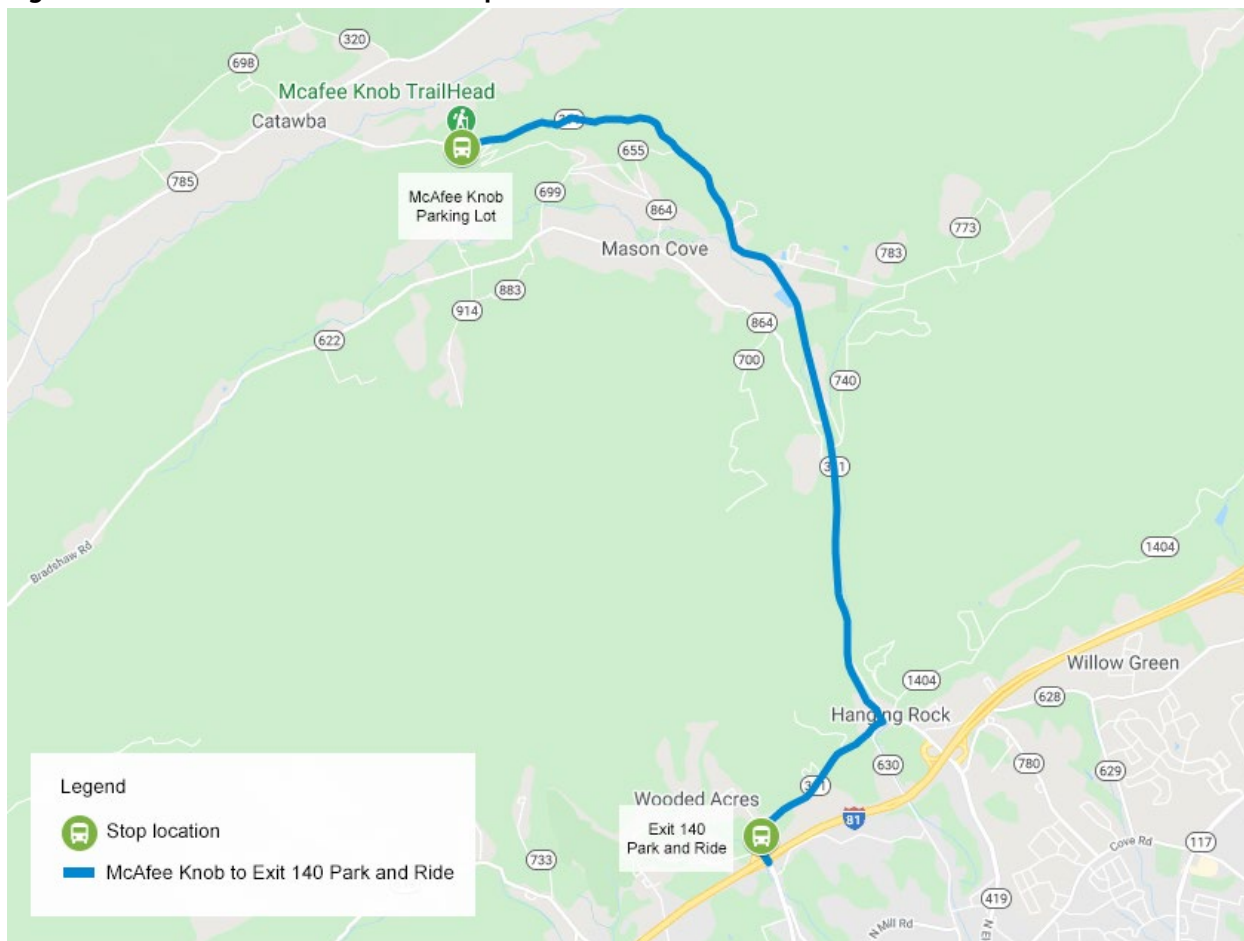 320
698
Mcafee Knob TrailHead
Catawba
655
785
699
McAfee Knob
Parking Lot
864
773
Mason Cove
783
883
914
864
622
700
740
Bradshaw Rd
1404
Willow Green
1404
628
Hanging Rock
630
780
629
Wooded Acres
81
Exit 140
Park and Ride
Cove Rd
117
733
419
N Mill Rd
Legend
Stop location
McAfee Knob to Exit 140 Park and Ride